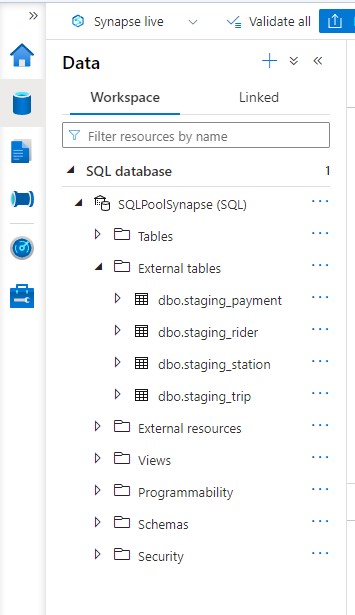 Synapse live
Validate all
Data
Workspace
Linked
Filter resources by name
SQL database
1
SQLPoolSynapse (SQL)
Tables
External tables
dbo.staging_payment
dbo.staging_rider
dbo.staging_station
dbo.staging_trip
External resources
Views
Programmability
Schemas
Security